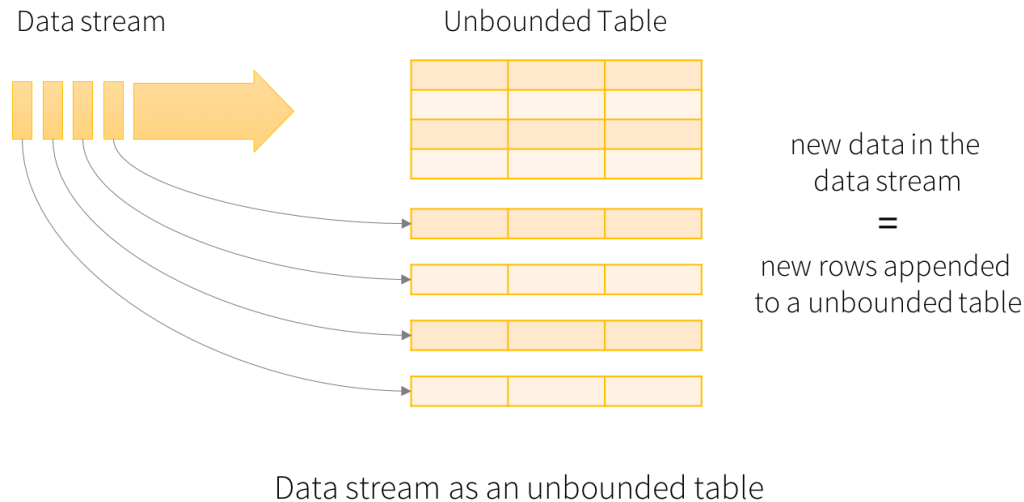 Data stream
Unbounded Table
new data in the
data stream
=
new rows appended
to a unbounded table
Data stream as an unbounded table